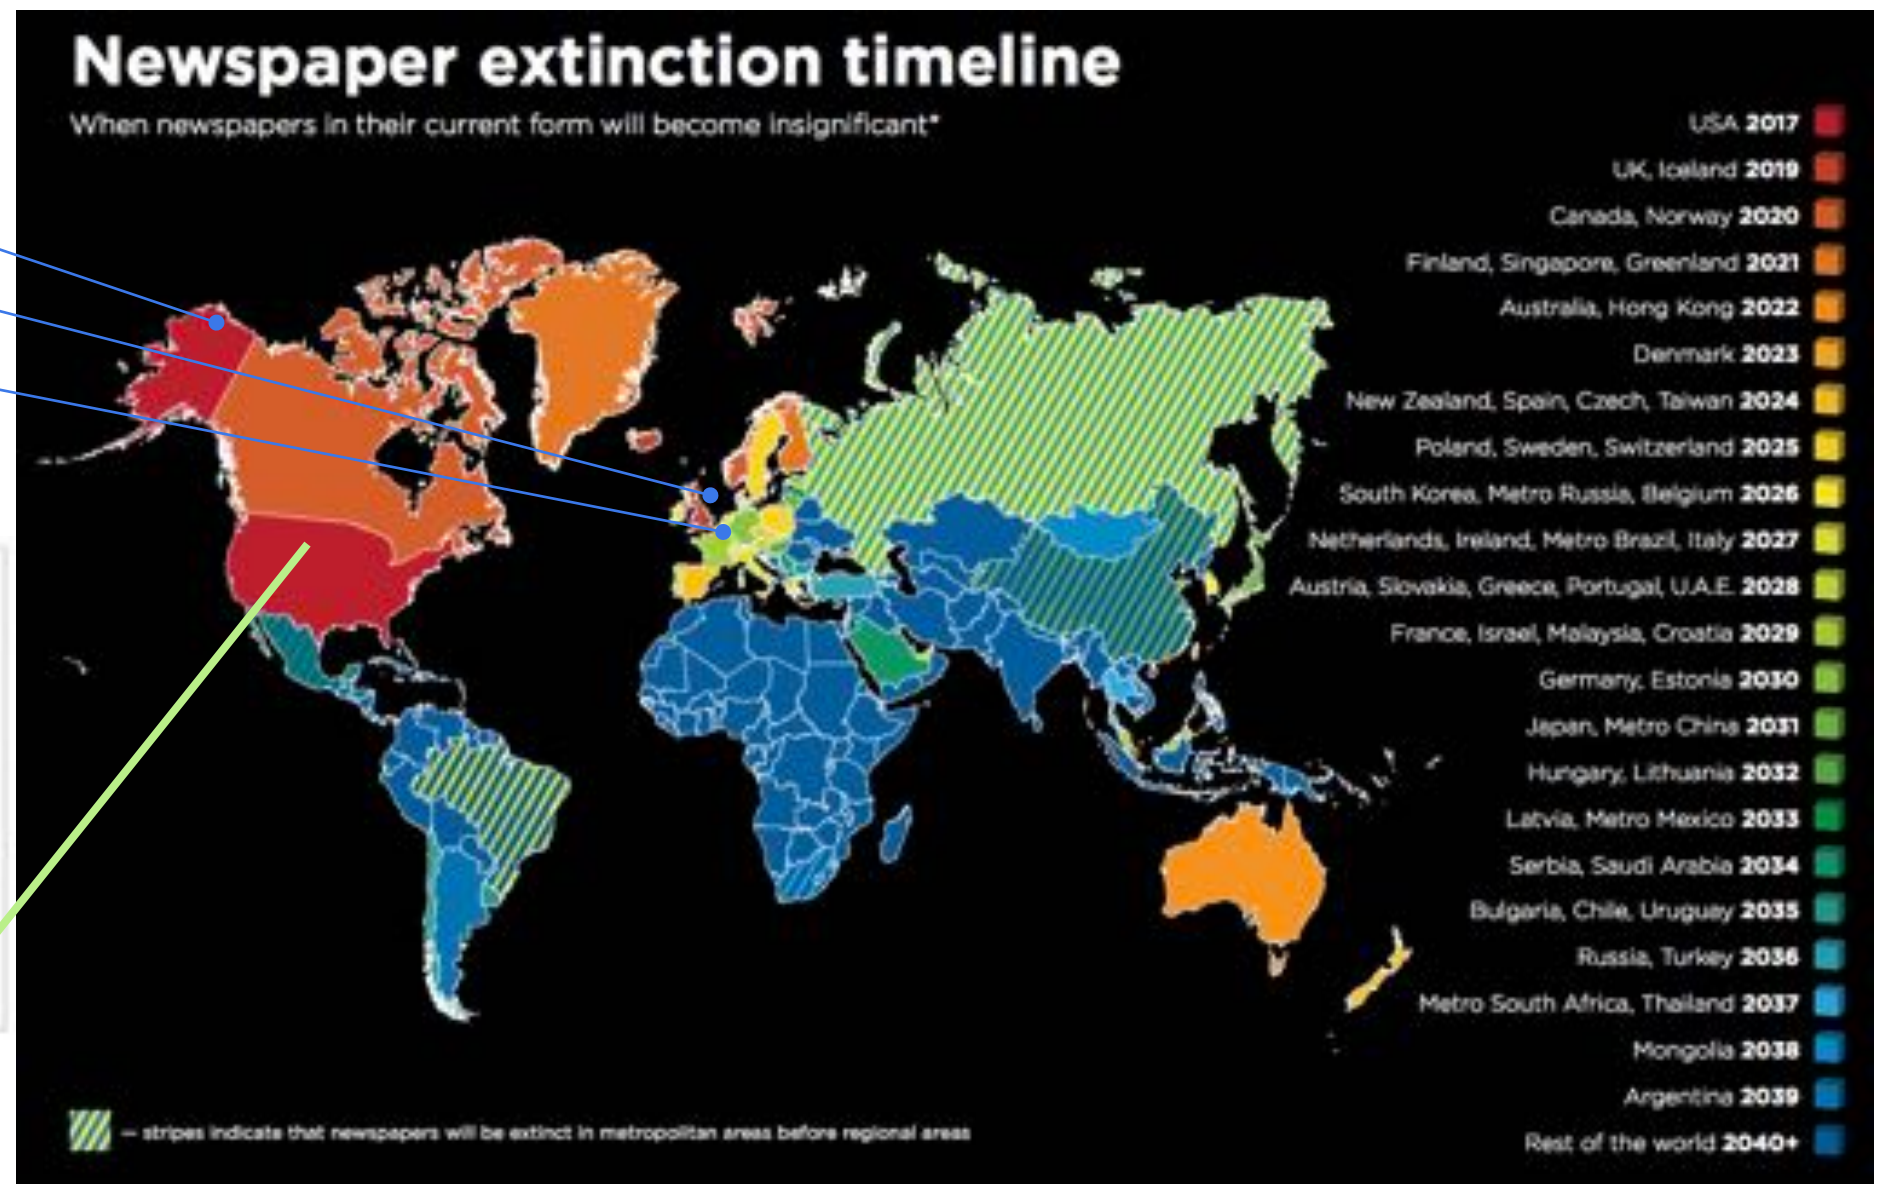 Newspaper extinction timeline
When newspapers in their current form will become insignificant*
USA 2017
UK, Iceland 2019
Canada, Norway 2020
Finland, Singapore, Greenland 2021
Australia, Hong Kong 2022
Denmark 2023
New Zealand, Spain, Czech, Taiwan 2024
Poland, Sweden, Switzerland 2025
South Korea, Metro Russia, Belgium 2026
Netherlands, Ireland, Metro Brazil, Italy 2027
Austria, Slovakia, Greece, Portugal, U.A.E. 2028
France, Israel, Malaysia, Croatia 2029
Germany, Estonia 2030
Japan, Metro China 2031
Hungary, Lithuania 2032
Latvia, Metro Mexico 2033
Serbia, Saudi Arabia 2034
Bulgaria, Chile, Uruguay 2035
Russia, Turkey 2036
Metro South Africa, Thailand 2037
Mongolia 2038
Argentina 2039
Rest of the world 2040+
– stripes indicate that newspapers will be extinct in metropolitan areas before regional areas